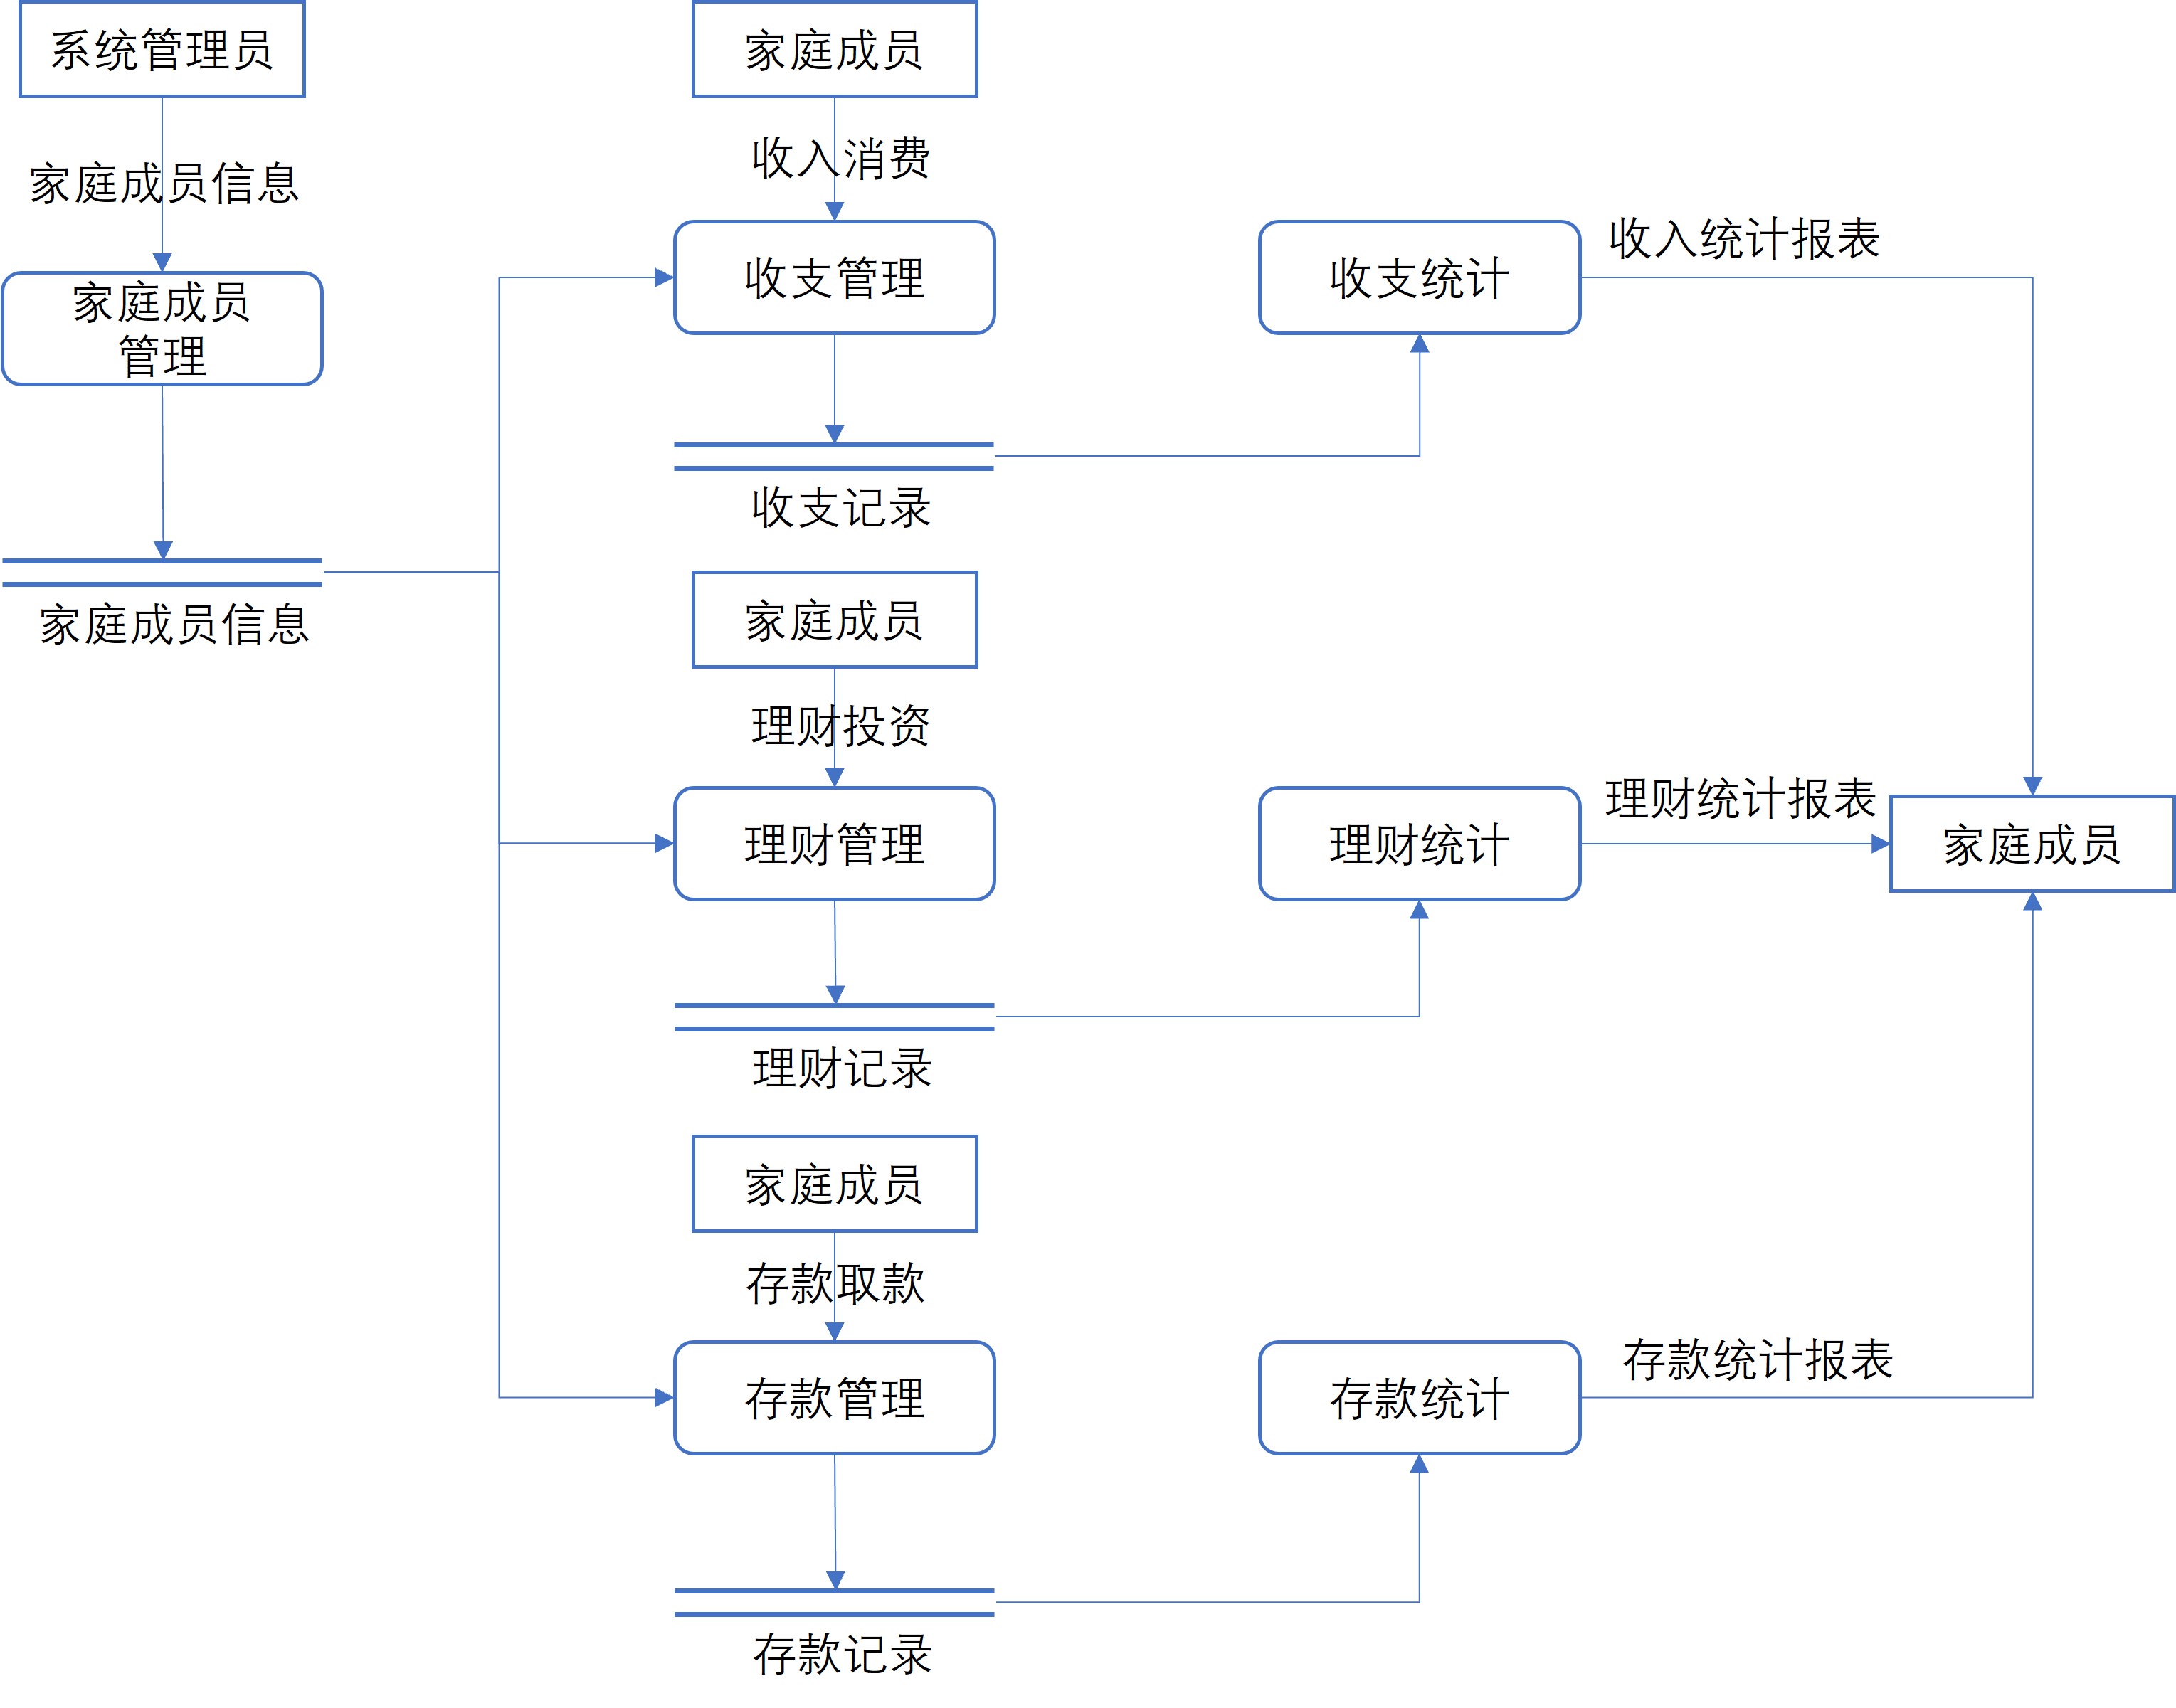 系统管理员
家庭成员
收入消费
家庭成员信息
收支管理
收支统计
收入统计报表
家庭成员
管理
收支记录
家庭成员信息
家庭成员
理财投资
理财管理
理财统计
理财统计报表
家庭成员
理财记录
家庭成员
存款取款
存款管理
存款统计
存款统计报表
存款记录